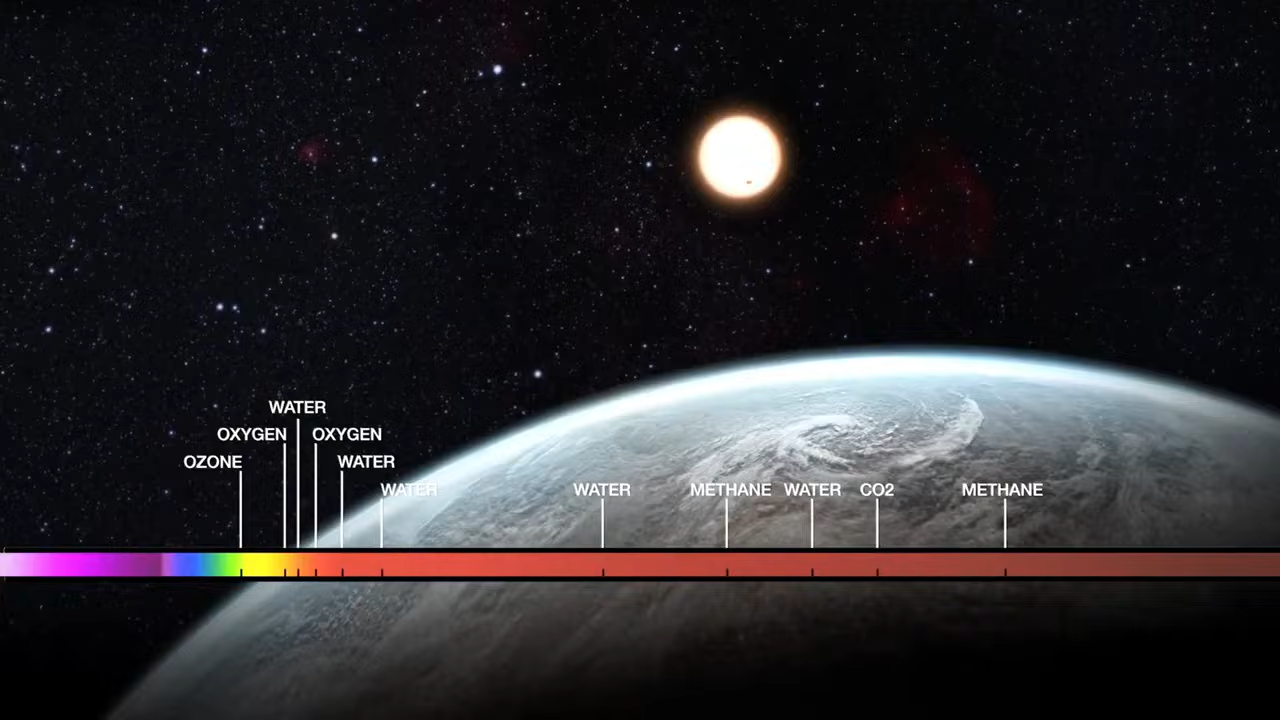 WATER
OXYGEN OXYGEN
OZONE WATER
WATER WATER METHANE WATER CO2 METHANE